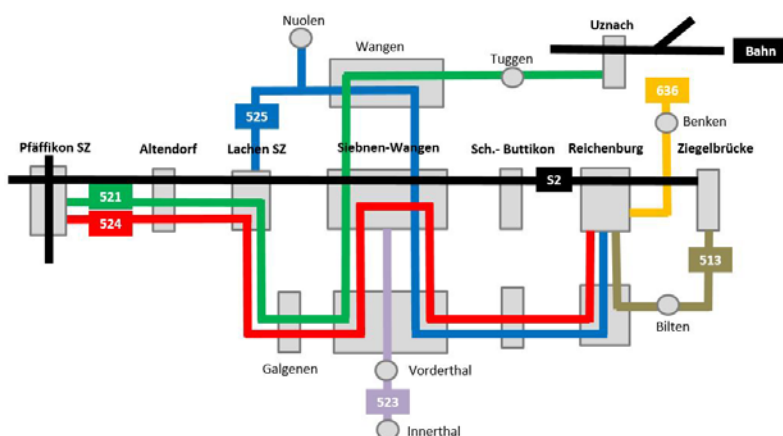 Nuolen
Uznach
Wangen
Bahn
Tuggen
636
525
Benken
Pfäffikon SZ
Altendorf
Lachen SZ
Siebnen-Wangen
Sch.- Buttikon
Reichenburg
Ziegelbrücke
S2
521
524
513
Bilten
Galgenen
Vorderthal
523
Innerthal